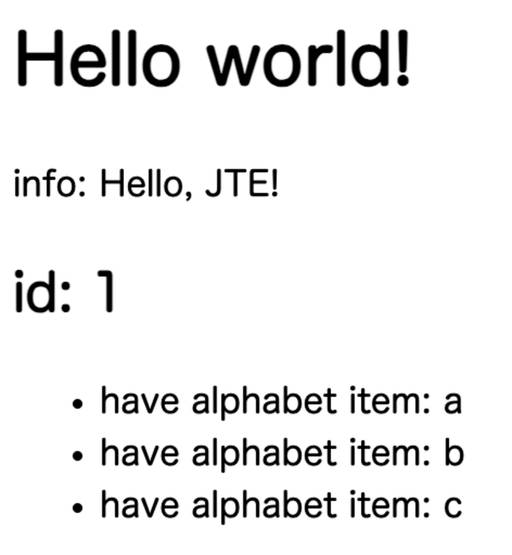 Hello world!
info: Hello, JTE!
id: 1
• have alphabet item: a
• have alphabet item: b
• have alphabet item: c